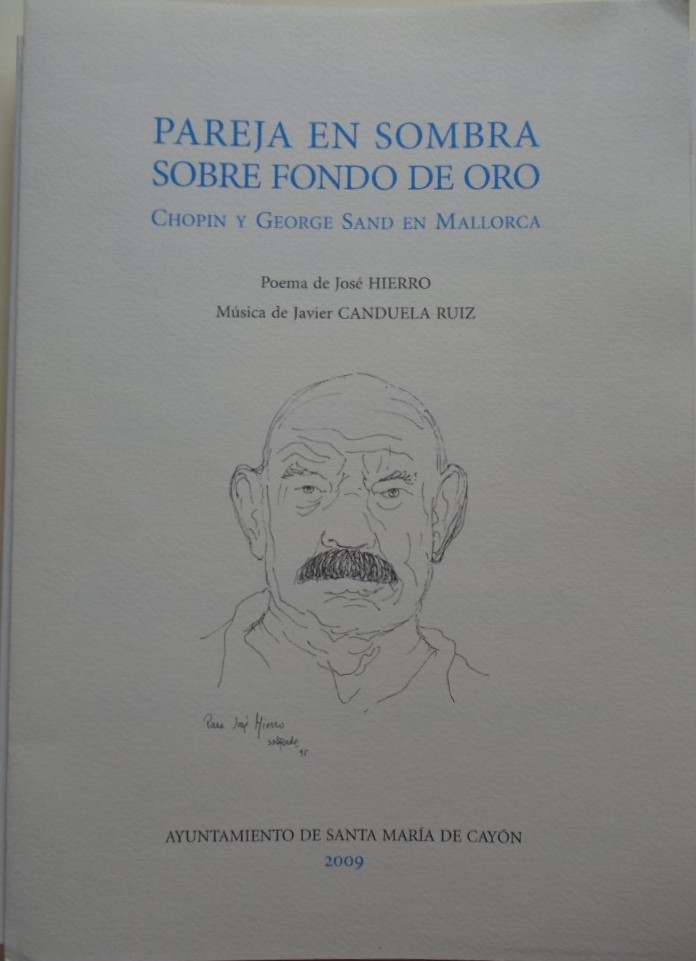 PAREJA EN SOMBRA
SOBRE FONDO DE ORO
CHOPIN Y GEORGE SAND EN MALLORCA
Poema de José HIERRO
Música de Javier CANDUELA RUIZ
Para José Hierro
AYUNTAMIENTO DE SANTA MARÍA DE CAYÓN
2009